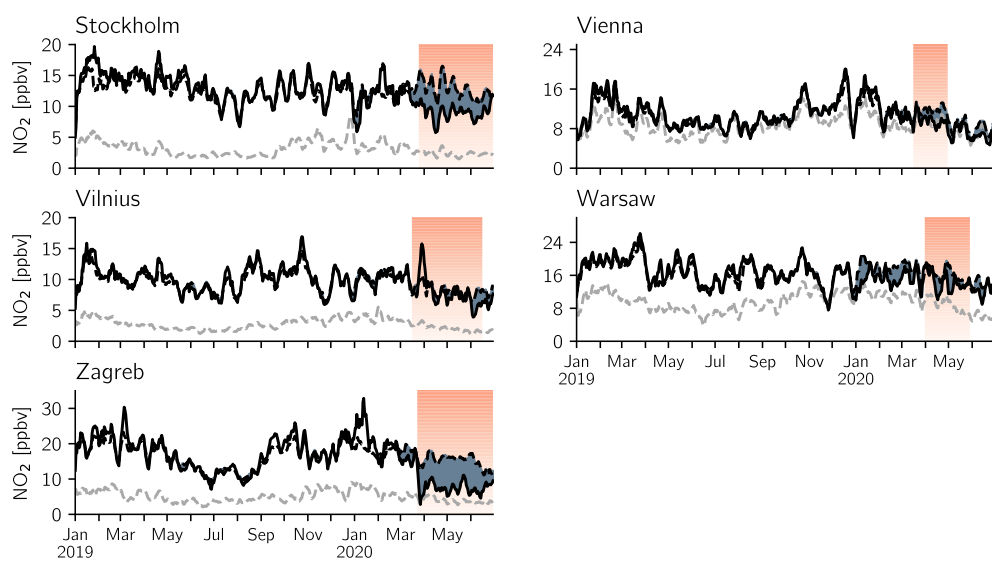 Stockholm
NO₂ [ppbv]
20
15
10
5
0
Vienna
24
16
8
0
Vilnius
NO₂ [ppbv]
20
15
10
5
0
Warsaw
24
16
8
0
Jan Mar May Jul Sep Nov Jan Mar May
2019 2020
Zagreb
NO₂ [ppbv]
30
20
10
0
Jan Mar May Jul Sep Nov Jan Mar May
2019 2020